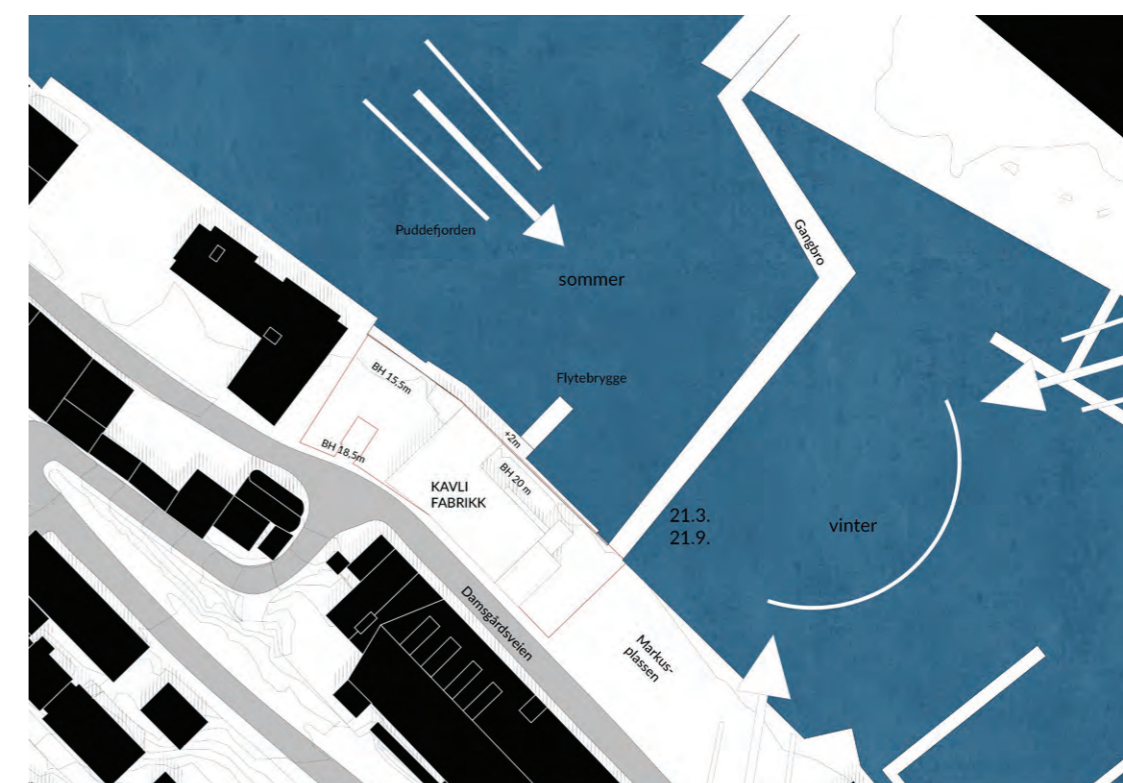 Puddefjorden
sommer
Gangbro
Flytebrygge
BH 15,5m
BH 18,5m
+2m
BH 20 m
KAVLI
FABRIKK
21.3.
21.9.
vinter
Damsgårdsveien
Markus-
plassen